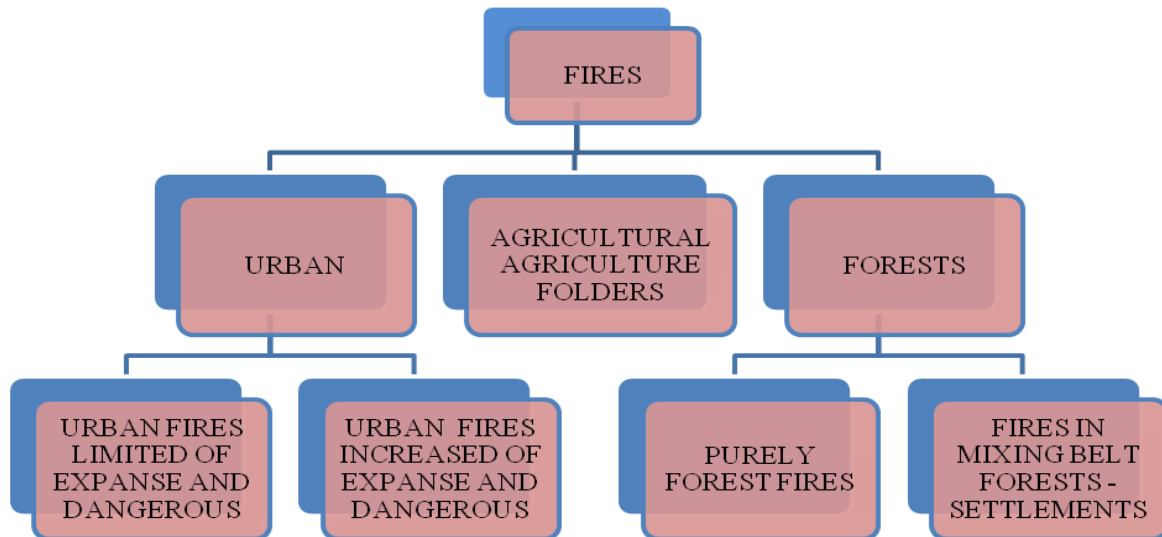 FIRES
URBAN
AGRICULTURAL
AGRICULTURE
FOLDERS
FORESTS
URBAN FIRES
LIMITED OF
EXPANSE AND
DANGEROUS
URBAN FIRES
INCREASED OF
EXPANSE AND
DANGEROUS
PURELY
FOREST FIRES
FIRES IN
MIXING BELT
FORESTS -
SETTLEMENTS